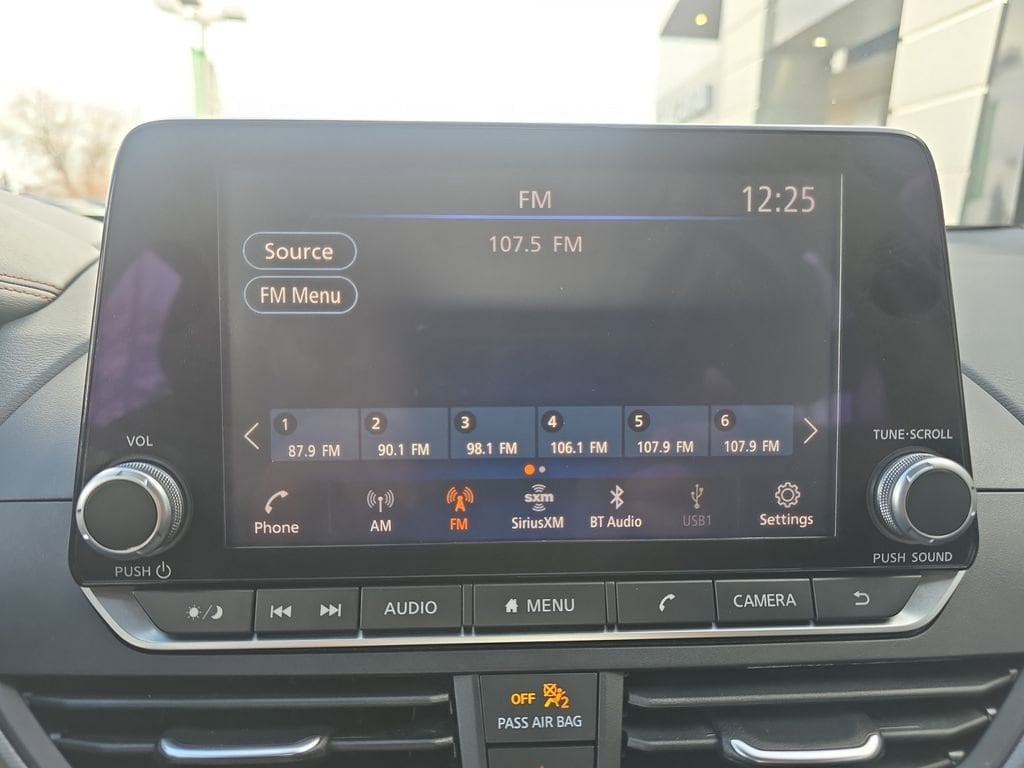 FM
12:25
Source
107.5 FM
FM Menu
1
2
3
4
5
6
87.9 FM
90.1 FM
98.1 FM
106.1 FM
107.9 FM
107.9 FM
VOL
TUNE·SCROLL
Phone
AM
FM
sxm
SiriusXM
BT Audio
USB1
Settings
PUSH
PUSH SOUND
AUDIO
MENU
CAMERA
OFF
2
PASS AIR BAG